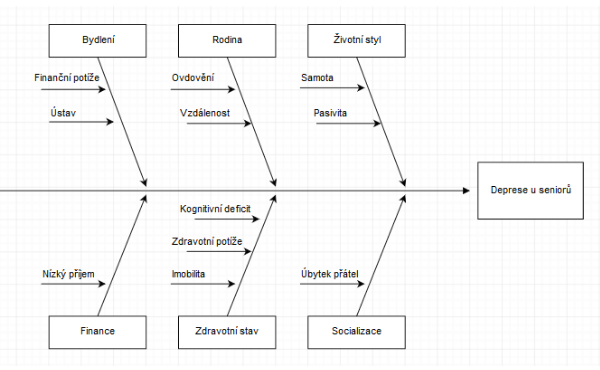 Bydlení
Rodina
Životní styl
Finanční potíže
Ovdovění
Samota
Ústav
Vzdálenost
Pasivita
Deprese u seniorů
Kognitivní deficit
Zdravotní potíže
Nízký příjem
Imobilita
Úbytek přátel
Finance
Zdravotní stav
Socializace